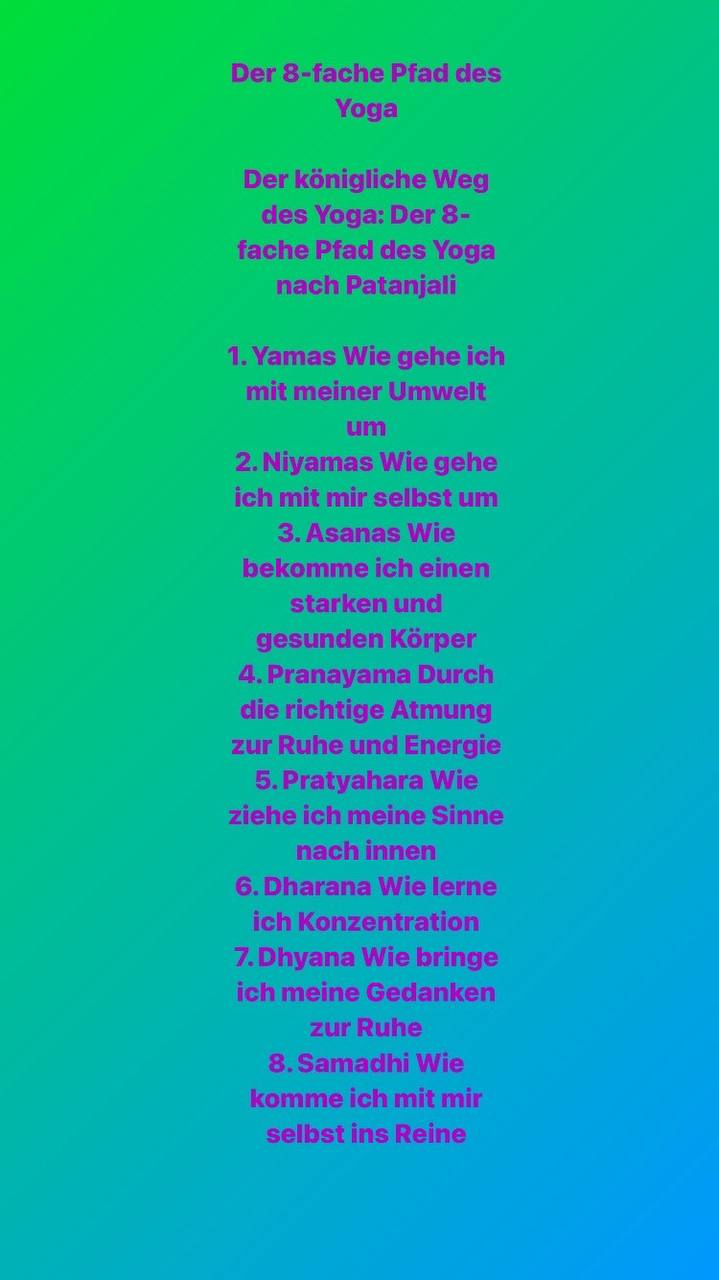 Der 8-fache Pfad des
Yoga
Der königliche Weg
des Yoga: Der 8-
fache Pfad des Yoga
nach Patanjali
1. Yamas Wie gehe ich
mit meiner Umwelt
um
2. Niyamas Wie gehe
ich mit mir selbst um
3. Asanas Wie
bekomme ich einen
starken und
gesunden Körper
4. Pranayama Durch
die richtige Atmung
zur Ruhe und Energie
5. Pratyahara Wie
ziehe ich meine Sinne
nach innen
6. Dharana Wie lerne
ich Konzentration
7. Dhyana Wie bringe
ich meine Gedanken
zur Ruhe
8. Samadhi Wie
komme ich mit mir
selbst ins Reine